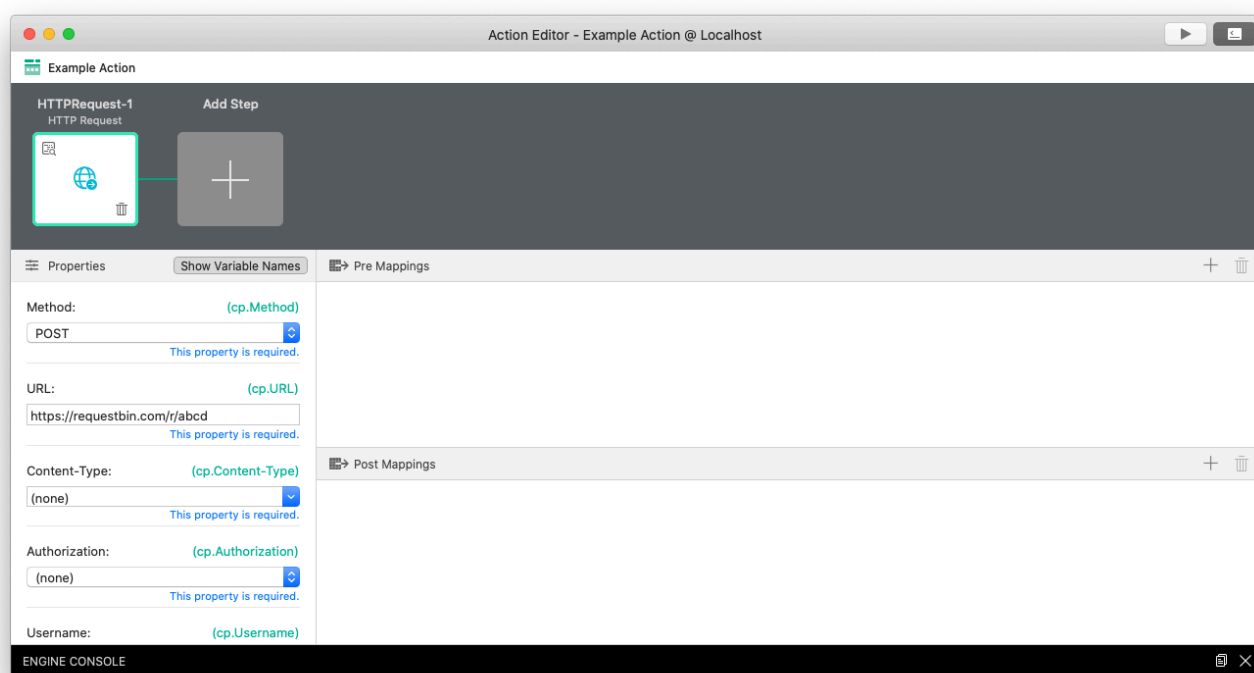 Action Editor - Example Action @ Localhost
Example Action
HTTPRequest-1
HTTP Request
Add Step
Properties
Show Variable Names
Pre Mappings
Method:
(cp.Method)
POST
This property is required.
URL:
(cp.URL)
https://requestbin.com/r/abcd
This property is required.
Post Mappings
Content-Type:
(cp.Content-Type)
(none)
This property is required.
Authorization:
(cp.Authorization)
(none)
This property is required.
Username:
(cp.Username)
ENGINE CONSOLE